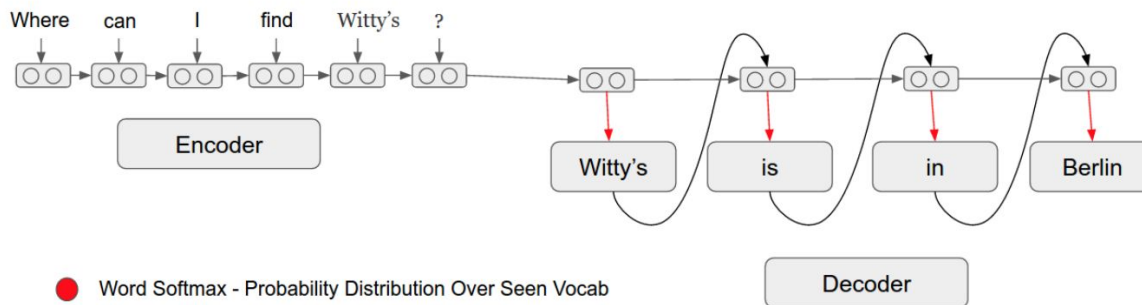 Where can I find Witty's ?
Encoder
Witty’s is in Berlin
Word Softmax - Probability Distribution Over Seen Vocab
Decoder